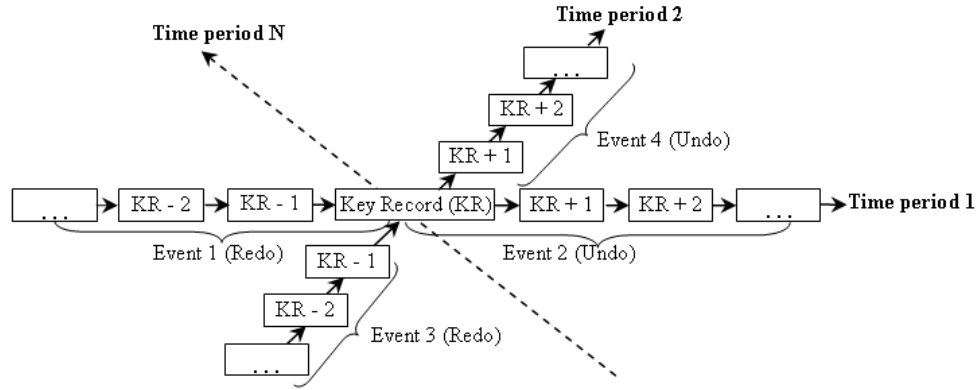 Time period 2
Time period N
...
KR + 2
Event 4 (Undo)
KR + 1
... KR - 2 KR - 1 Key Record (KR) KR + 1 KR + 2 ... Time period 1
Event 1 (Redo) Event 2 (Undo)
KR - 1
KR - 2
Event 3 (Redo)
...